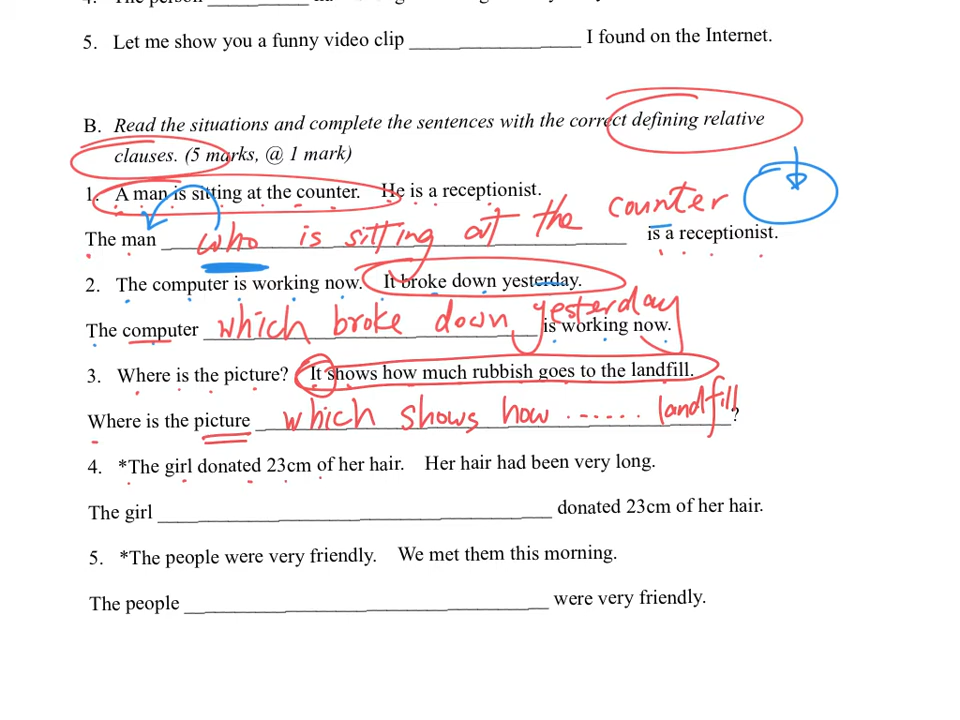 5. Let me show you a funny video clip _______________ I found on the Internet.
B. Read the situations and complete the sentences with the correct defining relative
clauses. (5 marks, @ 1 mark)
1. A man is sitting at the counter. He is a receptionist.
The man who is sitting at the counter is a receptionist.
2. The computer is working now. It broke down yesterday.
The computer which broke down yesterday is working now.
3. Where is the picture? It shows how much rubbish goes to the landfill.
Where is the picture which shows how ....... landfill?
4. *The girl donated 23cm of her hair. Her hair had been very long.
The girl _______________ donated 23cm of her hair.
5. *The people were very friendly. We met them this morning.
The people _______________ were very friendly.